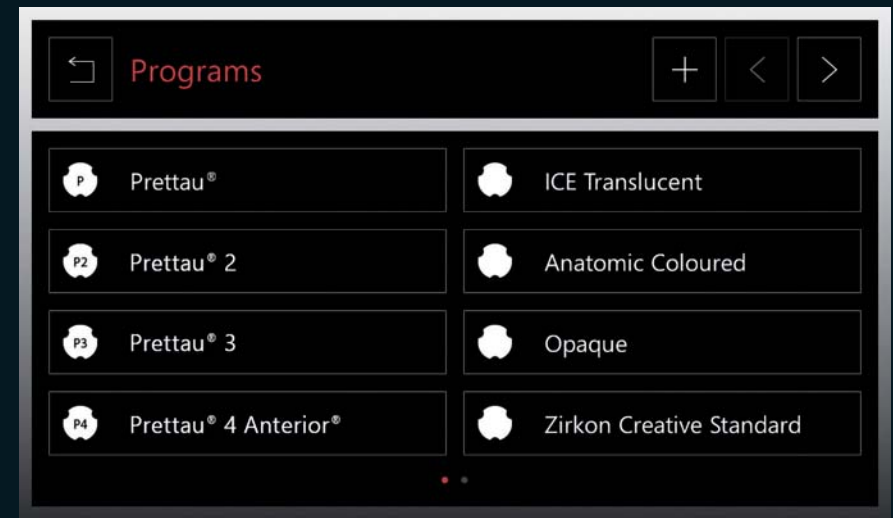 Programs
P Prettau®
P2 Prettau® 2
P3 Prettau® 3
P4 Prettau® 4 Anterior®
ICE Translucent
Anatomic Coloured
Opaque
Zirkon Creative Standard